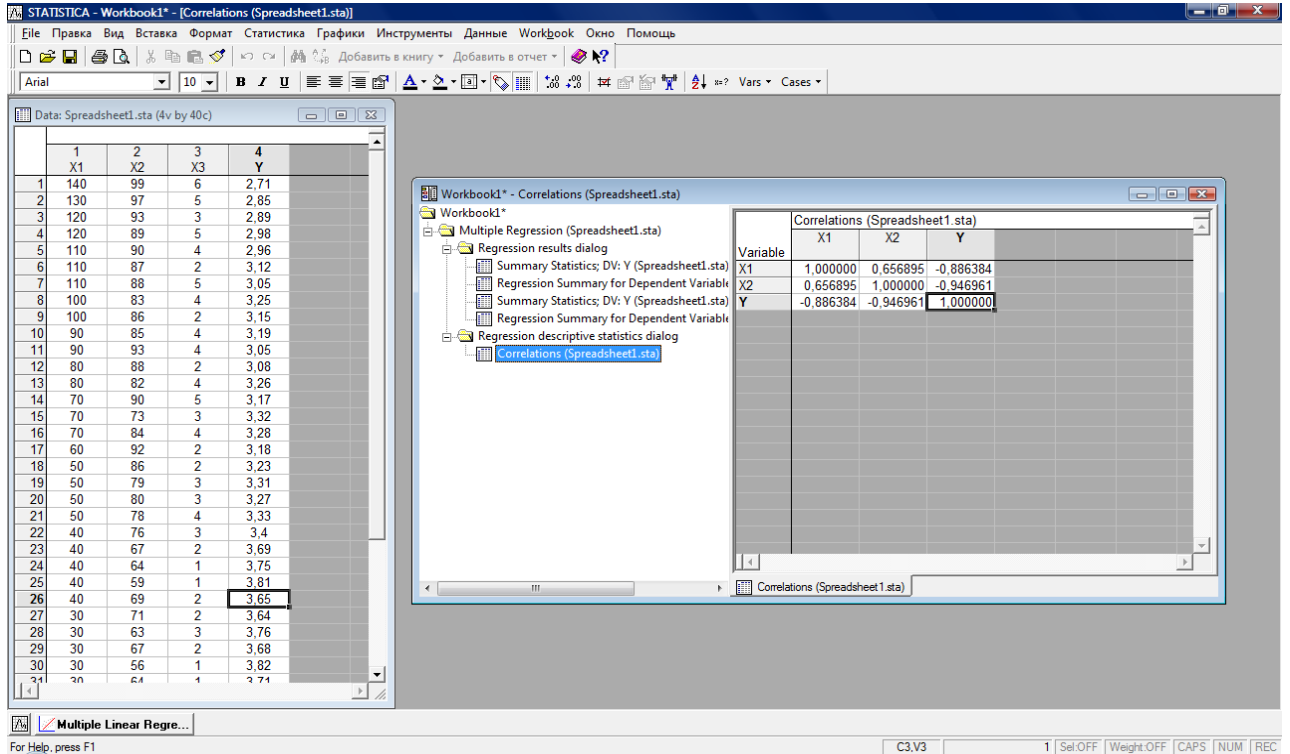 STATISTICA - Workbook1* - [Correlations (Spreadsheet1.sta)]
File Правка Вид Вставка Формат Статистика Графики Инструменты Данные Workbook Окно Помощь
Добавить в книгу Добавить в отчет
Arial 10 B I U A Vars Cases
Data: Spreadsheet1.sta (4v by 40c)
1 2 3 4
X1 X2 X3 Y
1 140 99 6 2,71
2 130 97 5 2,85
3 120 93 3 2,89
4 120 89 5 2,98
5 110 90 4 2,96
6 110 87 2 3,12
7 110 88 5 3,05
8 100 83 4 3,25
9 100 86 2 3,15
10 90 85 4 3,19
11 90 93 4 3,05
12 80 88 2 3,08
13 80 82 4 3,26
14 70 90 5 3,17
15 70 73 3 3,32
16 70 84 4 3,28
17 60 92 2 3,18
18 50 86 2 3,23
19 50 79 3 3,31
20 50 80 3 3,27
21 50 78 4 3,33
22 40 76 3 3,4
23 40 67 2 3,69
24 40 64 1 3,75
25 40 59 1 3,81
26 40 69 2 3,65
27 30 71 2 3,64
28 30 63 3 3,76
29 30 67 2 3,68
30 30 56 1 3,82
31 30 64 1 3,71
Workbook1* - Correlations (Spreadsheet1.sta)
Workbook1*
Multiple Regression (Spreadsheet1.sta)
Regression results dialog
Summary Statistics; DV: Y (Spreadsheet1.sta)
Regression Summary for Dependent Variable
Summary Statistics; DV: Y (Spreadsheet1.sta)
Regression Summary for Dependent Variable
Regression descriptive statistics dialog
Correlations (Spreadsheet1.sta)
Correlations (Spreadsheet1.sta)
Variable X1 X2 Y
X1 1,000000 0,656895 -0,886384
X2 0,656895 1,000000 -0,946961
Y -0,886384 -0,946961 1,000000
Correlations (Spreadsheet1.sta)
Multiple Linear Regre...
For Help, press F1 C3,V3 1 Sel:OFF Weight:OFF CAPS NUM REC